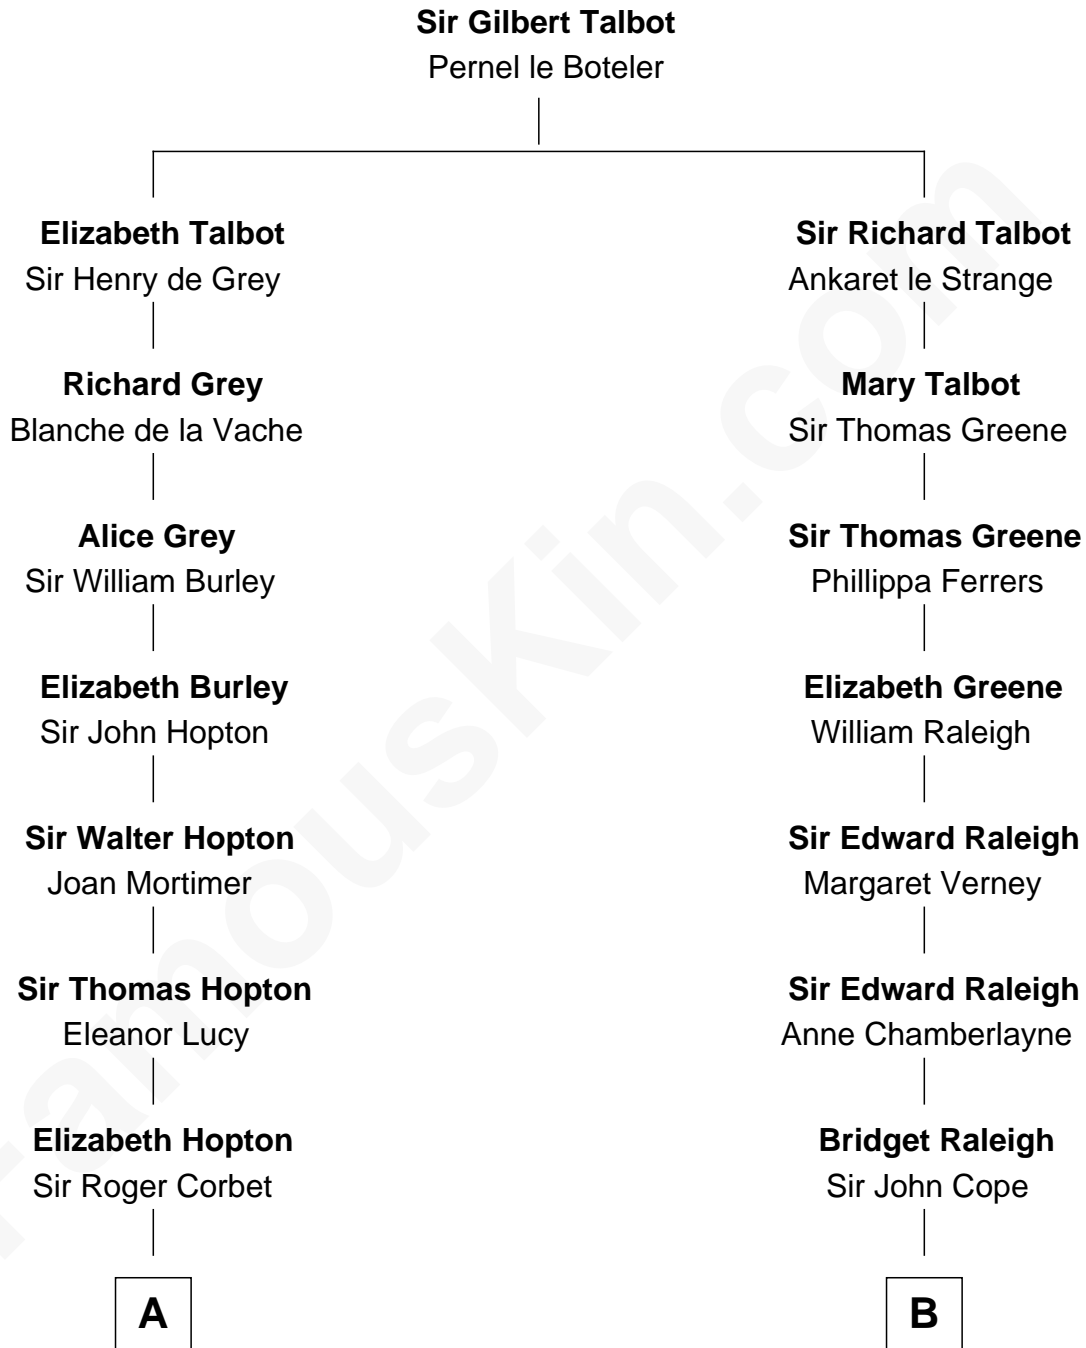 Sir Gilbert Talbot
Pernel le Boteler
Elizabeth Talbot
Sir Henry de Grey
Sir Richard Talbot
Ankaret le Strange
Richard Grey
Blanche de la Vache
Mary Talbot
Sir Thomas Greene
Alice Grey
Sir William Burley
Sir Thomas Greene
Phillippa Ferrers
Elizabeth Burley
Sir John Hopton
Elizabeth Greene
William Raleigh
Sir Walter Hopton
Joan Mortimer
Sir Edward Raleigh
Margaret Verney
Sir Thomas Hopton
Eleanor Lucy
Sir Edward Raleigh
Anne Chamberlayne
Elizabeth Hopton
Sir Roger Corbet
Bridget Raleigh
Sir John Cope
A
B
FamousKin.com